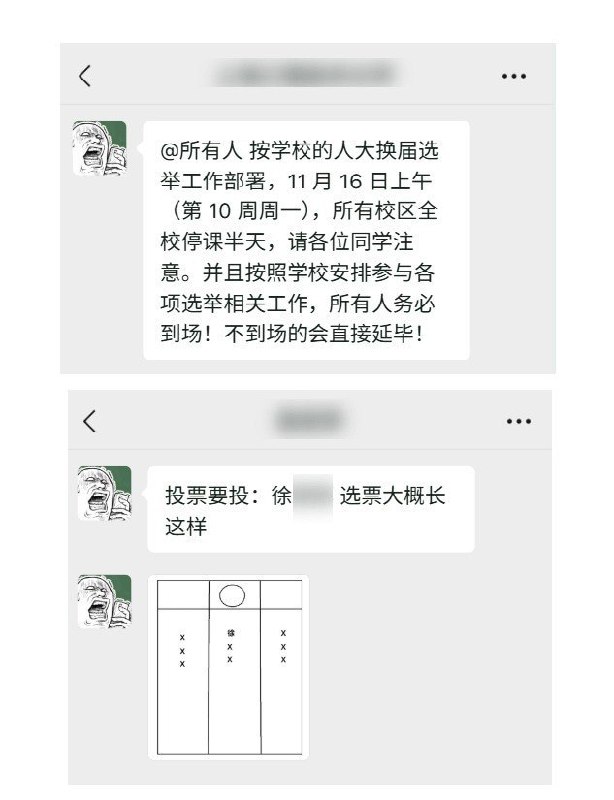 @所有人 按学校的人大换届选
举工作部署，11 月 16 日上午
（第 10 周周一），所有校区全
校停课半天，请各位同学注
意。并且按照学校安排参与各
项选举相关工作，所有人务必
到场！不到场的会直接延毕！
投票要投：徐 选票大概长
这样
x 徐 x
x x x
x x x